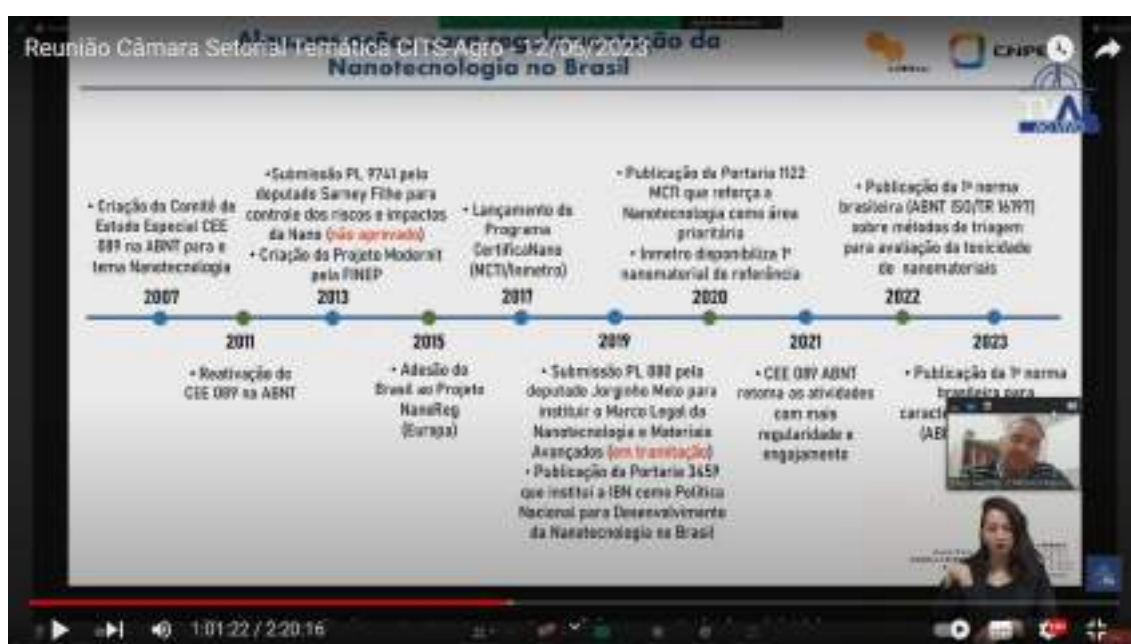 Reunião Câmara Setorial Temática CITS-Agro - 12/06/2023
da
Nanotecnologia no Brasil
CNPE
• Criação do Comitê de
Estudo Especial CEE
089 na ABNT para o
tema Nanotecnologia
2007
• Reativação do
CEE 089 na ABNT
2011
•Submissão PL 9741 pelo
deputado Sarney Filho para
controle dos riscos e impactos
da Nano (não aprovado)
• Criação do Projeto Modernit
pela FINEP
2013
• Adesão do
Brasil ao Projeto
NanoReg
(Europa)
2015
• Lançamento do
Programa
CertificaNano
(MCTI/Inmetro)
2017
• Submissão PL 880 pelo
deputado Jorginho Melo para
instituir o Marco Legal da
Nanotecnologia e Materiais
Avançados (em tramitação)
• Publicação da Portaria 3459
que institui a IBN como Política
Nacional para Desenvolvimento
da Nanotecnologia no Brasil
2019
• Publicação da Portaria 1122
MCTI que reforça a
Nanotecnologia como área
prioritária
• Inmetro disponibiliza 1º
nanomaterial de referência
2020
• CEE 089 ABNT
retoma as atividades
com mais
regularidade e
engajamento
2021
• Publicação da 1ª norma
brasileira (ABNT ISO/TR 16197)
sobre métodos de triagem
para avaliação da toxicidade
de nanomateriais
2022
• Publicação da 1ª norma
brasileira para
2023
1:01:22 / 2:20:16